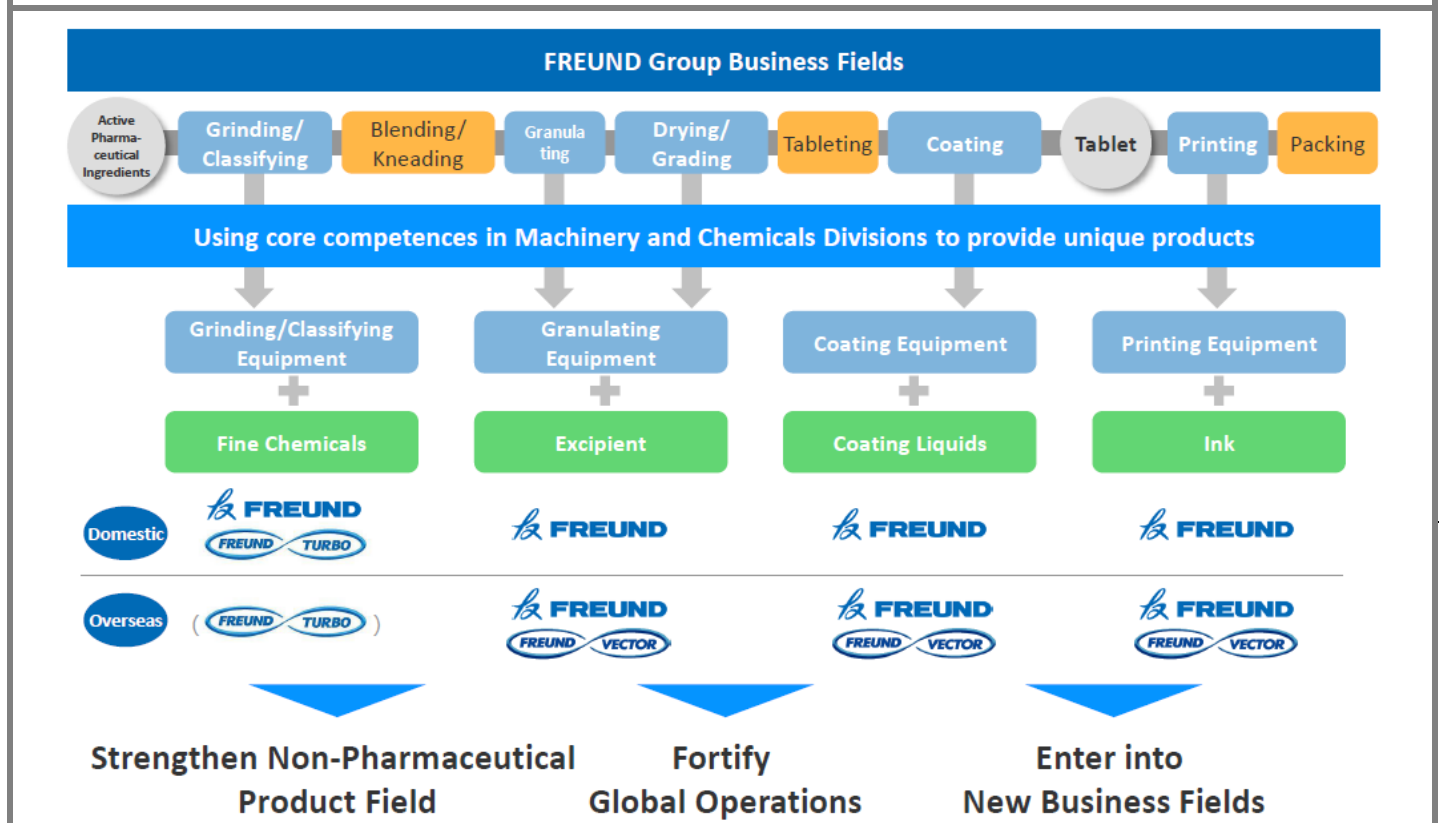 FREUND Group Business Fields
Active
Pharma-
ceutical
Ingredients
Grinding/
Classifying
Blending/
Kneading
Granula
ting
Drying/
Grading
Tableting
Coating
Tablet
Printing
Packing
Using core competences in Machinery and Chemicals Divisions to provide unique products
Grinding/Classifying
Equipment
Granulating
Equipment
Coating Equipment
Printing Equipment
Fine Chemicals
Excipient
Coating Liquids
Ink
Domestic
FREUND
FREUND TURBO
FREUND
FREUND
FREUND
Overseas
( FREUND TURBO )
FREUND
FREUND VECTOR
FREUND
FREUND VECTOR
FREUND
FREUND VECTOR
Strengthen Non-Pharmaceutical
Product Field
Fortify
Global Operations
Enter into
New Business Fields